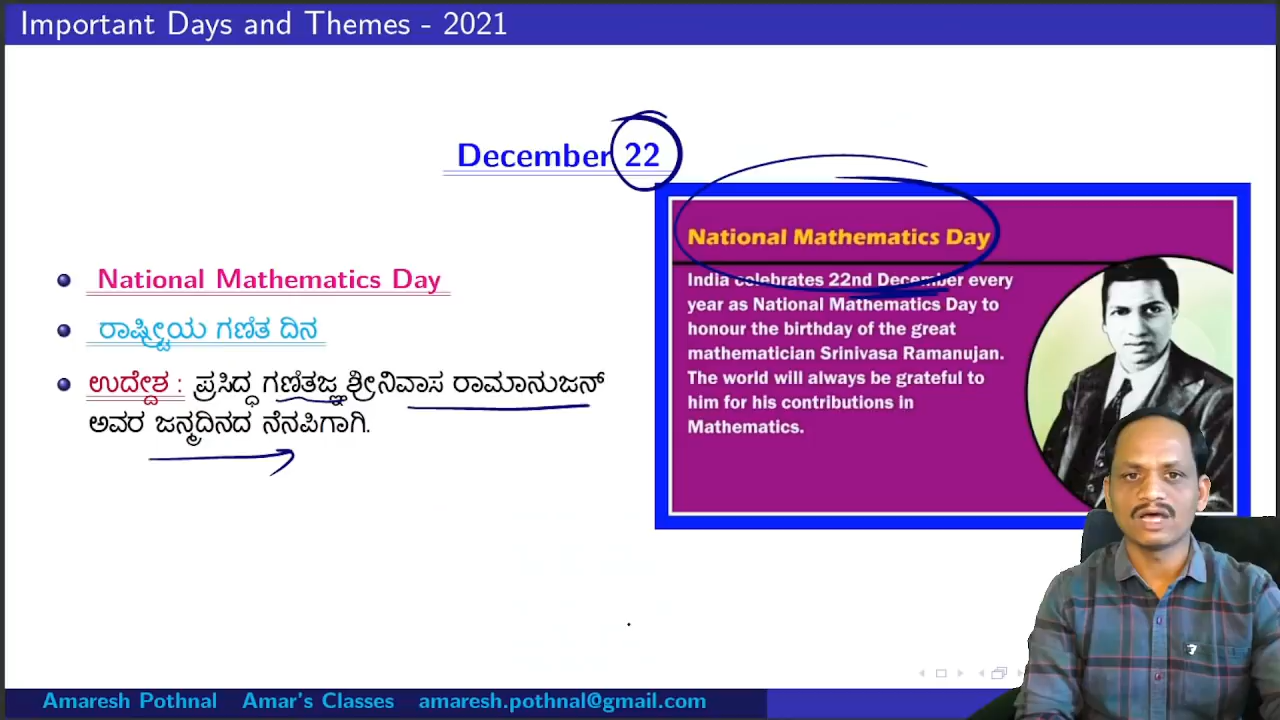 Important Days and Themes - 2021
December 22
National Mathematics Day
ರಾಷ್ಟ್ರೀಯ ಗಣಿತ ದಿನ
ಉದ್ದೇಶ : ಪ್ರಸಿದ್ಧ ಗಣಿತಜ್ಞ ಶ್ರೀನಿವಾಸ ರಾಮಾನುಜನ್
ಅವರ ಜನ್ಮದಿನದ ನೆನಪಿಗಾಗಿ.
National Mathematics Day
India celebrates 22nd December every
year as National Mathematics Day to
honour the birthday of the great
mathematician Srinivasa Ramanujan.
The world will always be grateful to
him for his contributions in
Mathematics.
Amaresh Pothnal Amar's Classes amaresh.pothnal@gmail.com